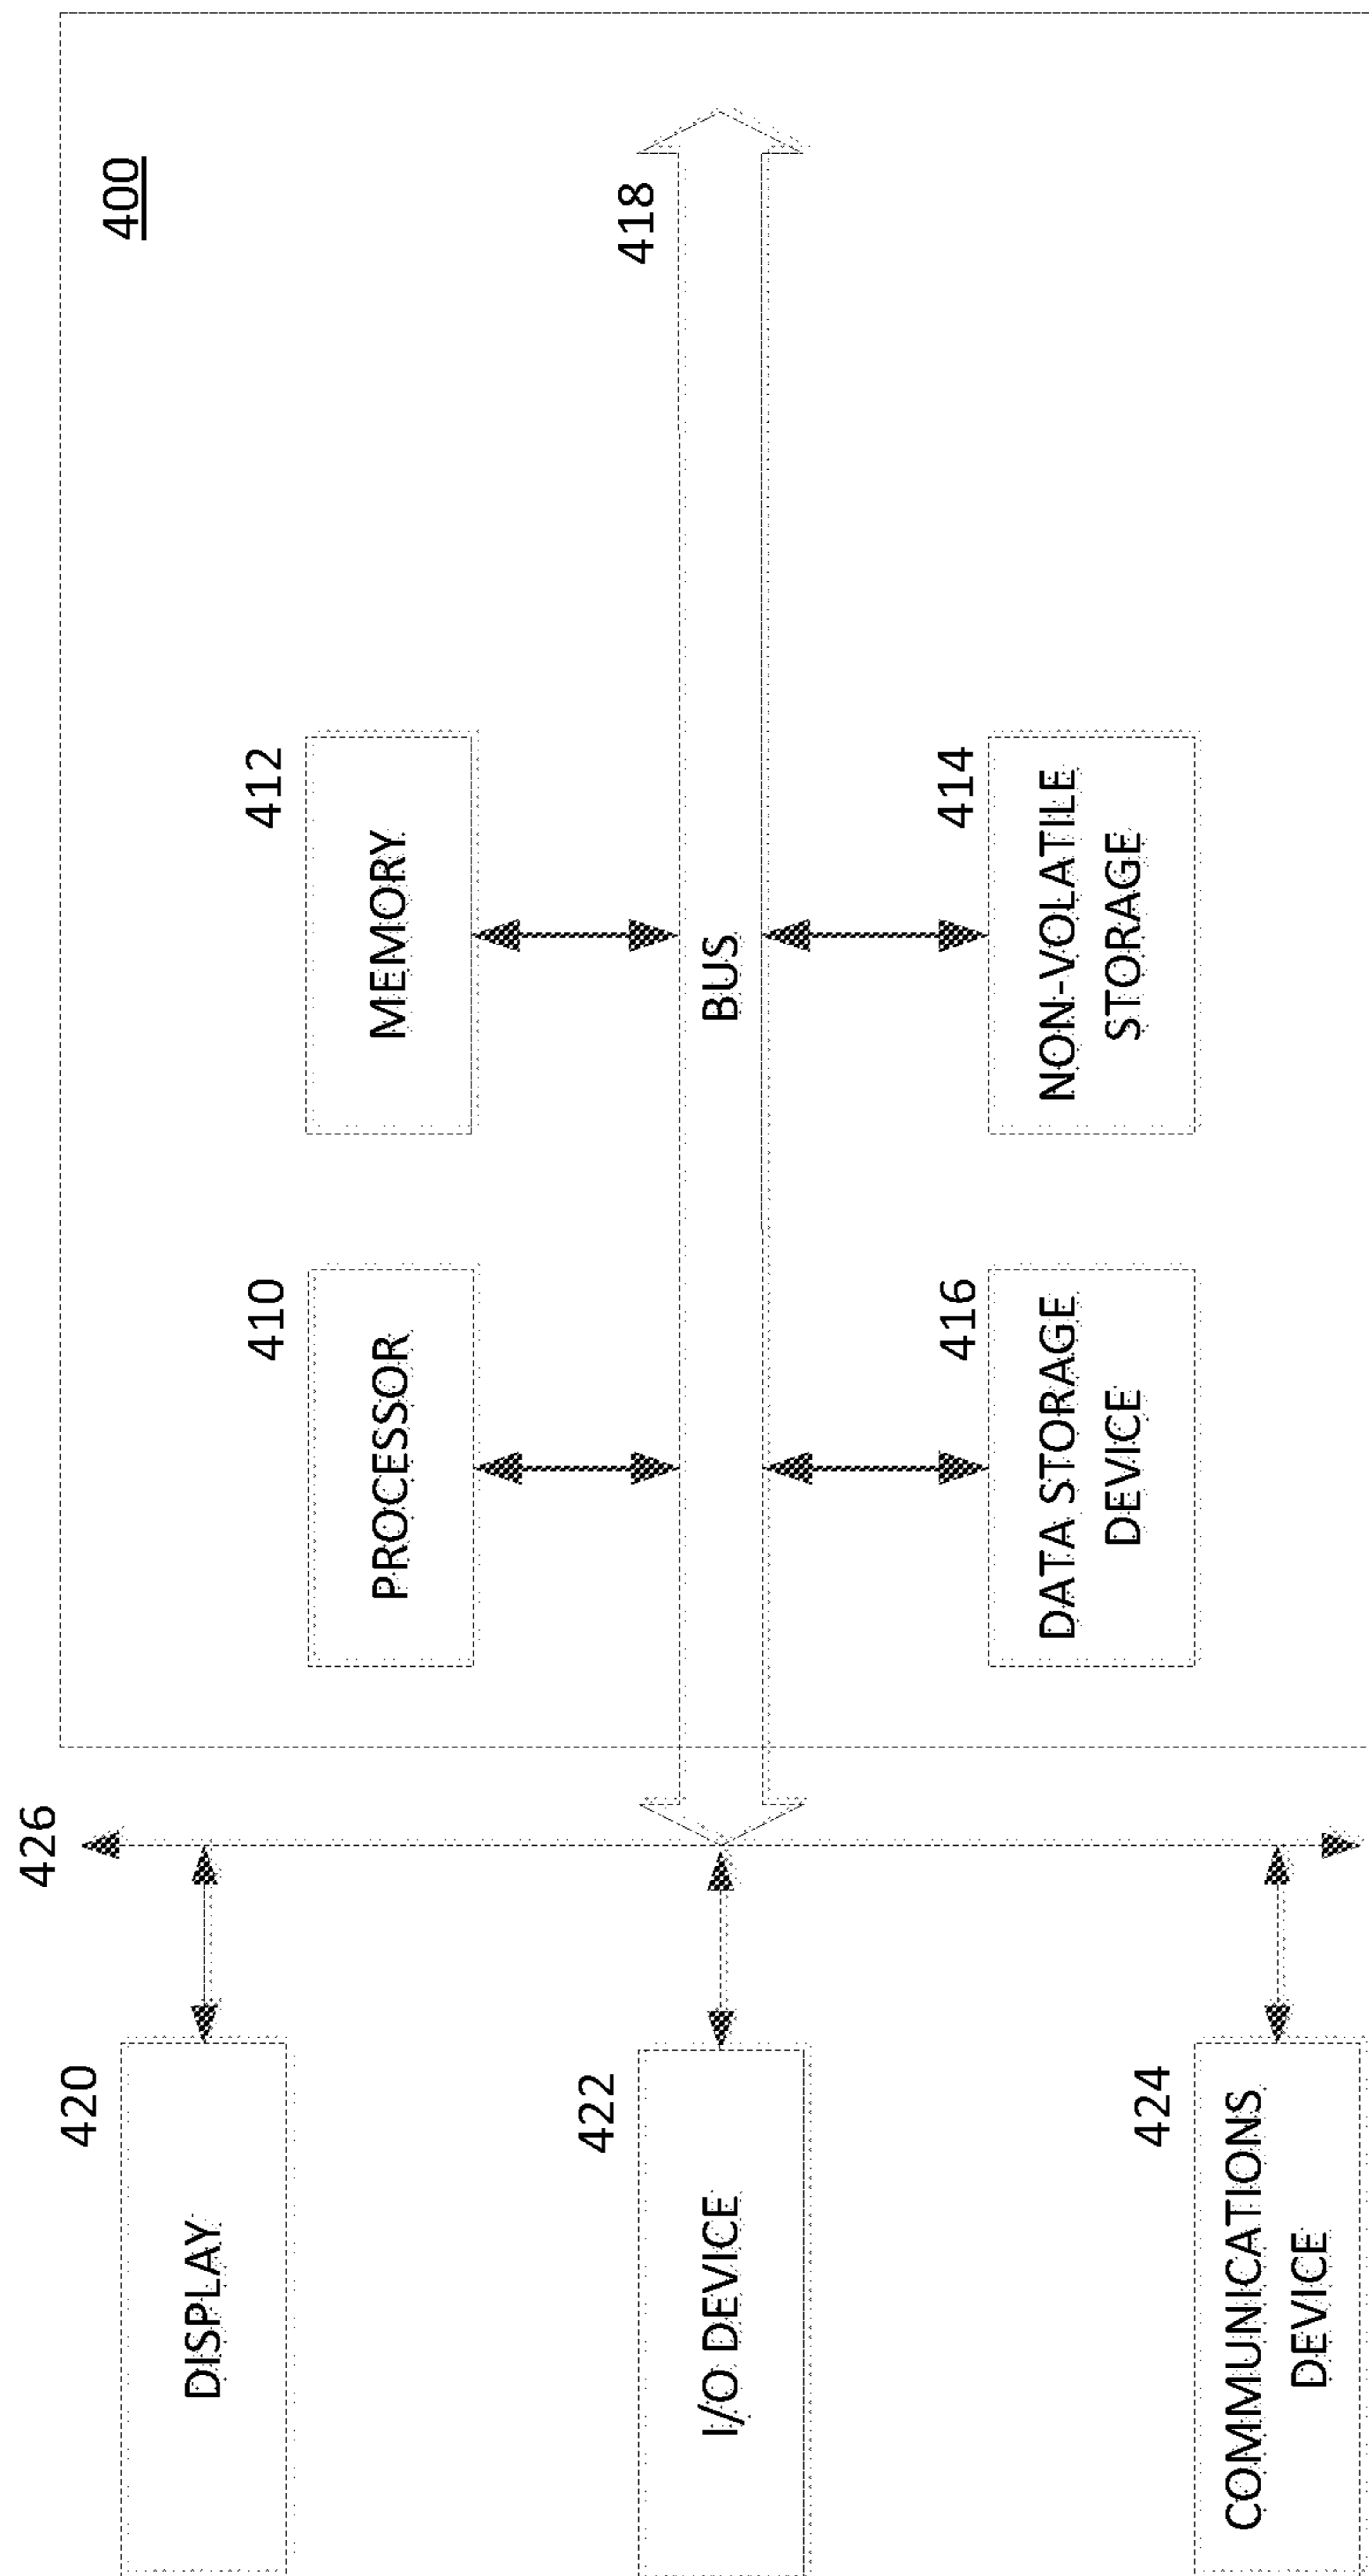 420
DISPLAY
422
I/O DEVICE
424
COMMUNICATIONS
DEVICE
426
400
410
PROCESSOR
412
MEMORY
418
BUS
416
DATA STORAGE
DEVICE
414
NON-VOLATILE
STORAGE